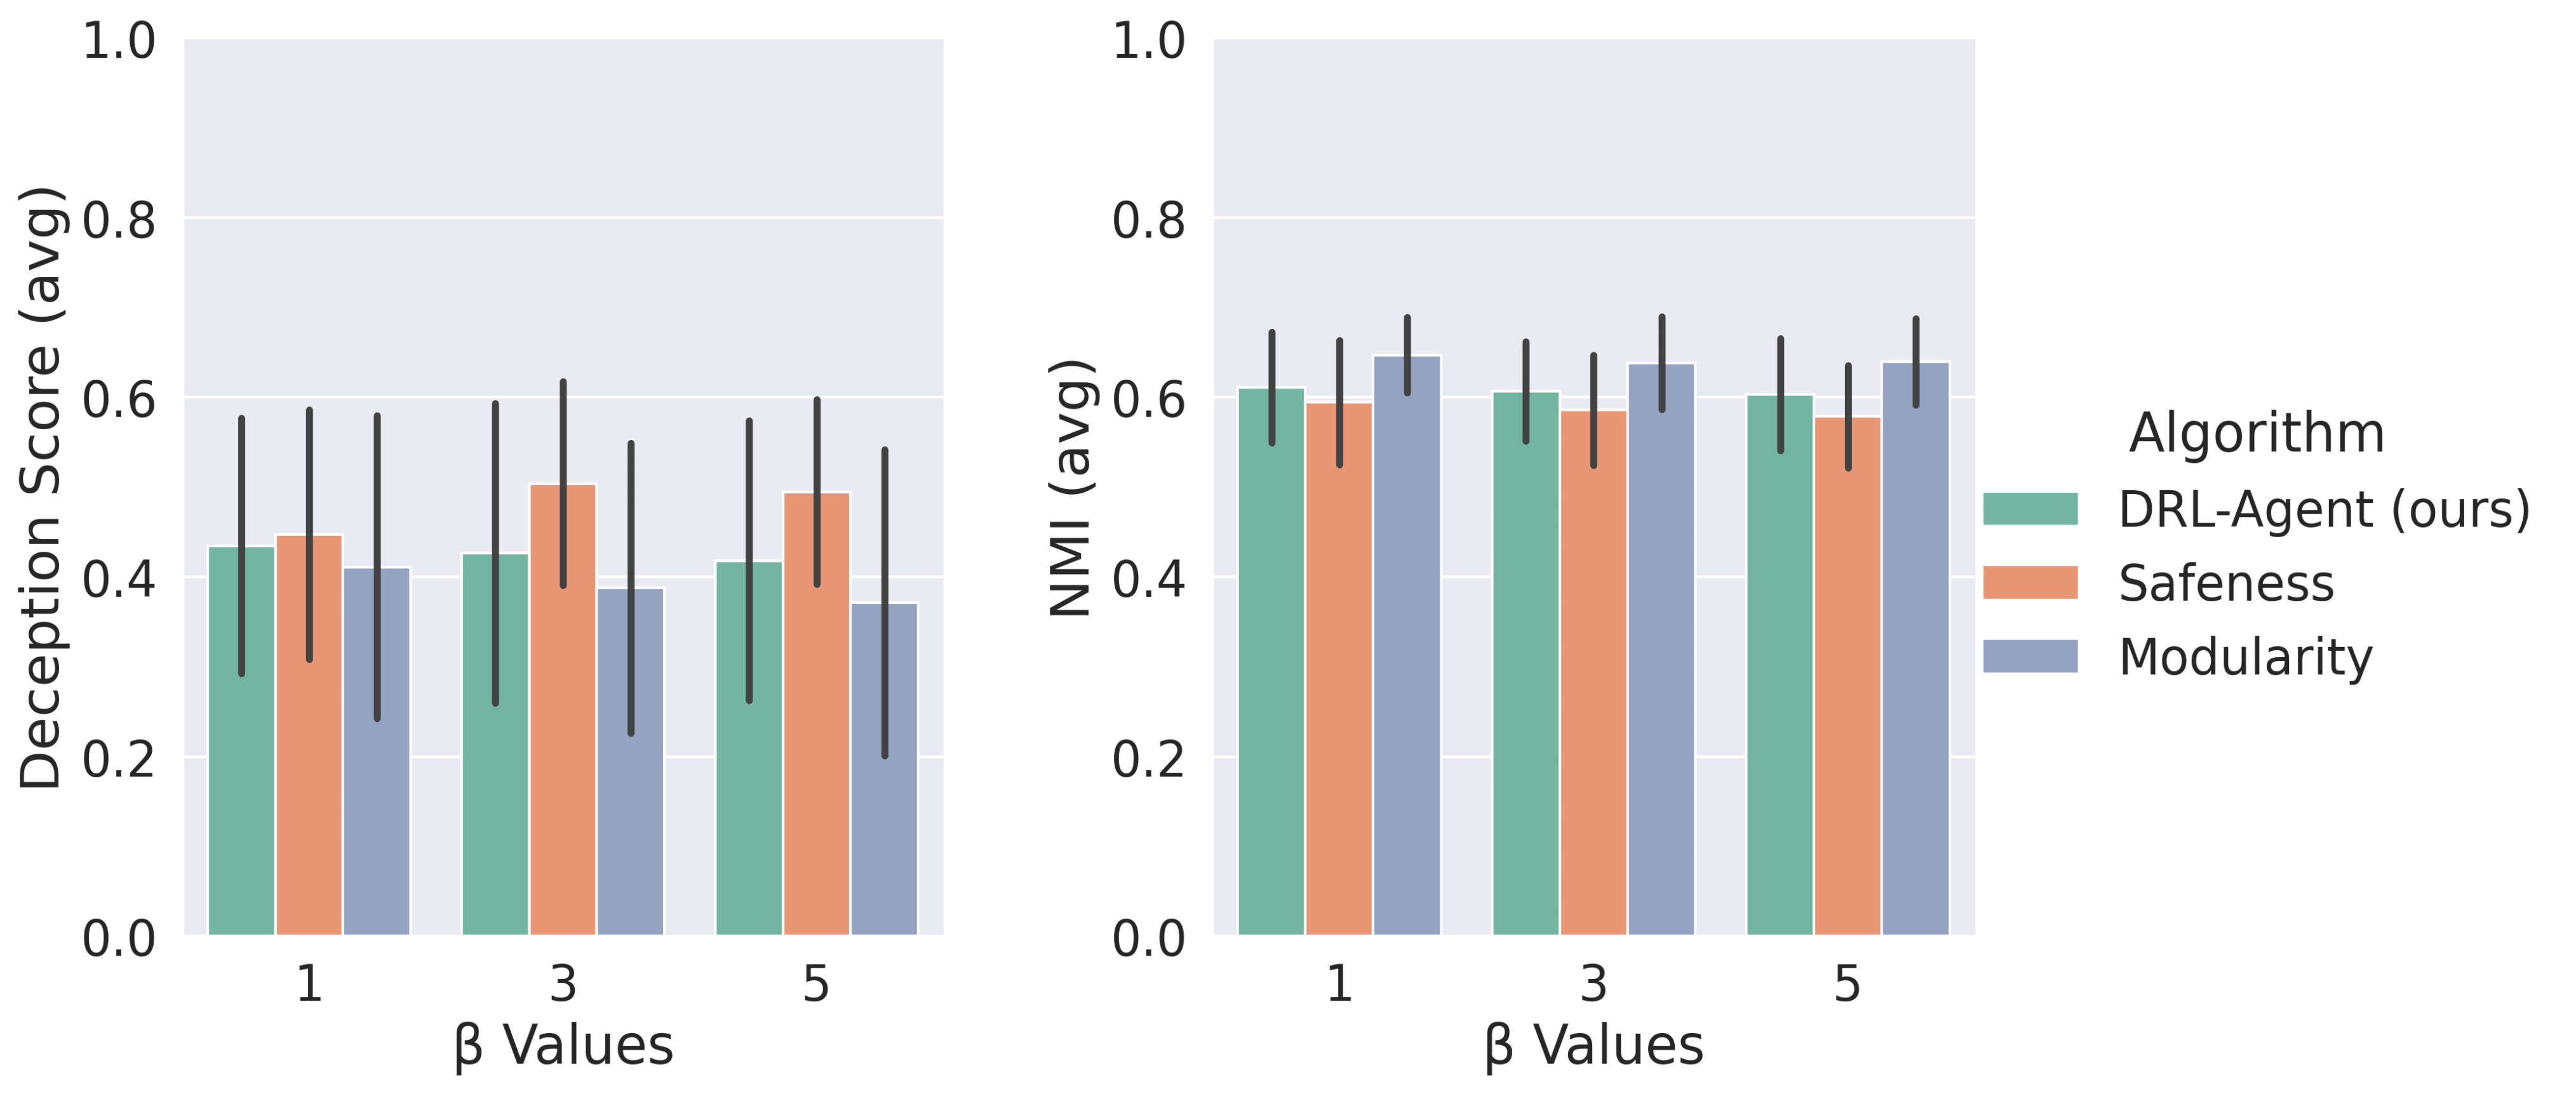 Deception Score (avg)
1.0
0.8
0.6
0.4
0.2
0.0
1 3 5
β Values
NMI (avg)
1.0
0.8
0.6
0.4
0.2
0.0
1 3 5
β Values
Algorithm
DRL-Agent (ours)
Safeness
Modularity